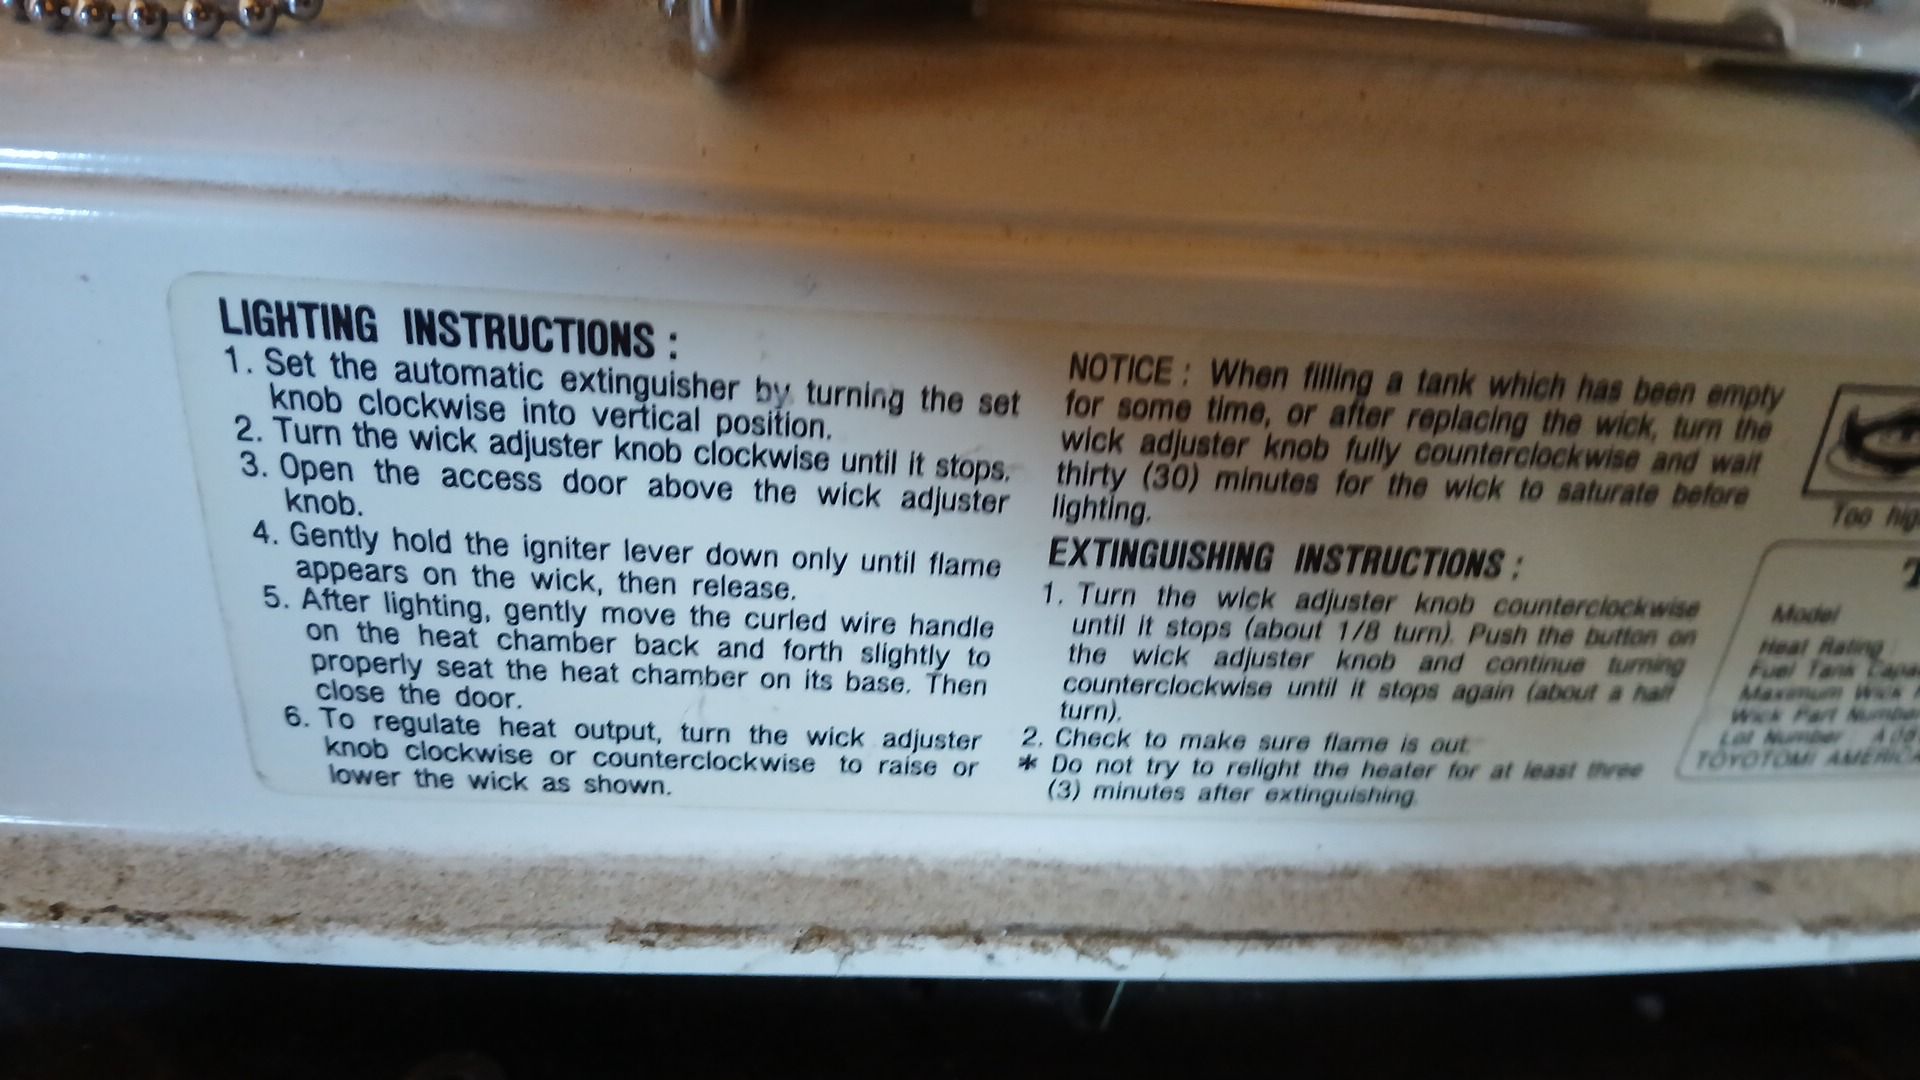 LIGHTING INSTRUCTIONS :
1. Set the automatic extinguisher by turning the set
knob clockwise into vertical position.
2. Turn the wick adjuster knob clockwise until it stops.
3. Open the access door above the wick adjuster
knob.
4. Gently hold the igniter lever down only until flame
appears on the wick, then release.
5. After lighting, gently move the curled wire handle
on the heat chamber back and forth slightly to
properly seat the heat chamber on its base. Then
close the door.
6. To regulate heat output, turn the wick adjuster
knob clockwise or counterclockwise to raise or
lower the wick as shown.
NOTICE : When filling a tank which has been empty
for some time, or after replacing the wick, turn the
wick adjuster knob fully counterclockwise and wait
thirty (30) minutes for the wick to saturate before
lighting.
EXTINGUISHING INSTRUCTIONS :
1. Turn the wick adjuster knob counterclockwise
until it stops (about 1/8 turn). Push the button on
the wick adjuster knob and continue turning
counterclockwise until it stops again (about a half
turn).
2. Check to make sure flame is out.
* Do not try to relight the heater for at least three
(3) minutes after extinguishing.
Too
Model
Heat Rating
Fuel Tank
Maximum Wick
Wick Part Number
Lot Number :
TOYOTOMI